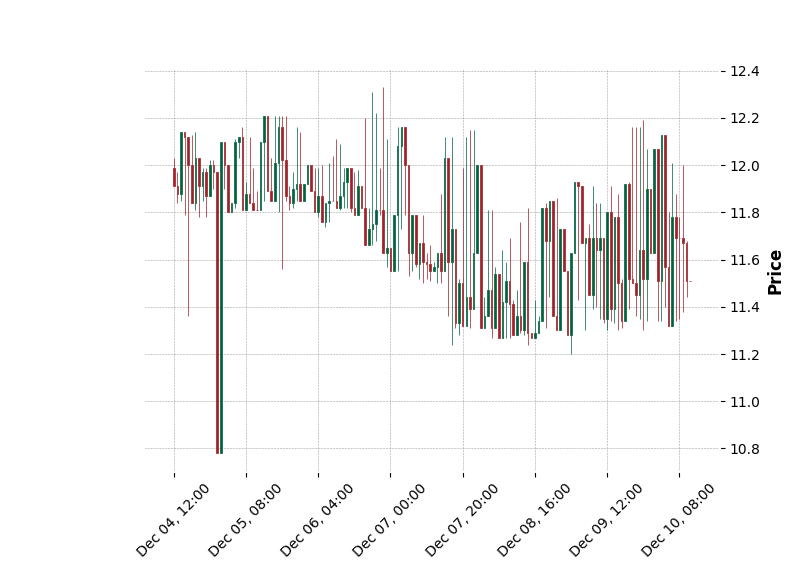 12.4
12.2
12.0
11.8
11.6
11.4
11.2
11.0
10.8
Price
Dec 04, 12:00
Dec 05, 08:00
Dec 06, 04:00
Dec 07, 00:00
Dec 07, 20:00
Dec 08, 16:00
Dec 09, 12:00
Dec 10, 08:00